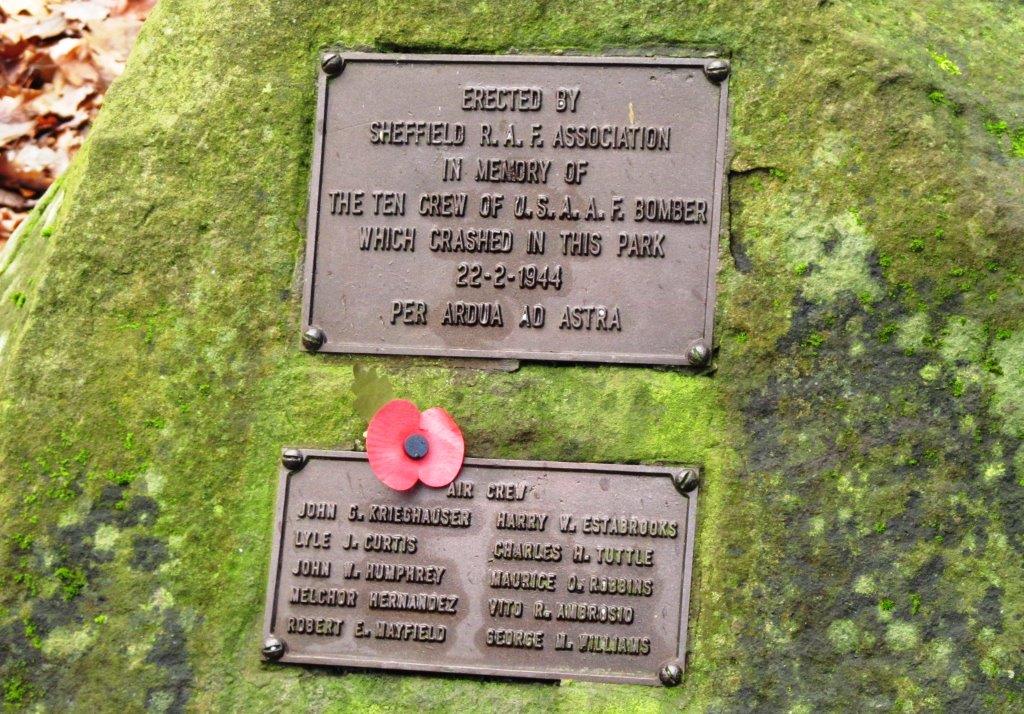 ERECTED BY
SHEFFIELD R.A.F. ASSOCIATION
IN MEMORY OF
THE TEN CREW OF U.S.A.A.F. BOMBER
WHICH CRASHED IN THIS PARK
22-2-1944
PER ARDUA AD ASTRA
AIR CREW
JOHN G. KRIEGHAUSER HARRY W. ESTABROOKS
LYLE J. CURTIS CHARLES H. TUTTLE
JOHN W. HUMPHREY MAURICE O. ROBBINS
MELCHOR HERNANDEZ VITO R. AMBROSIO
ROBERT E. MAYFIELD GEORGE M. WILLIAMS